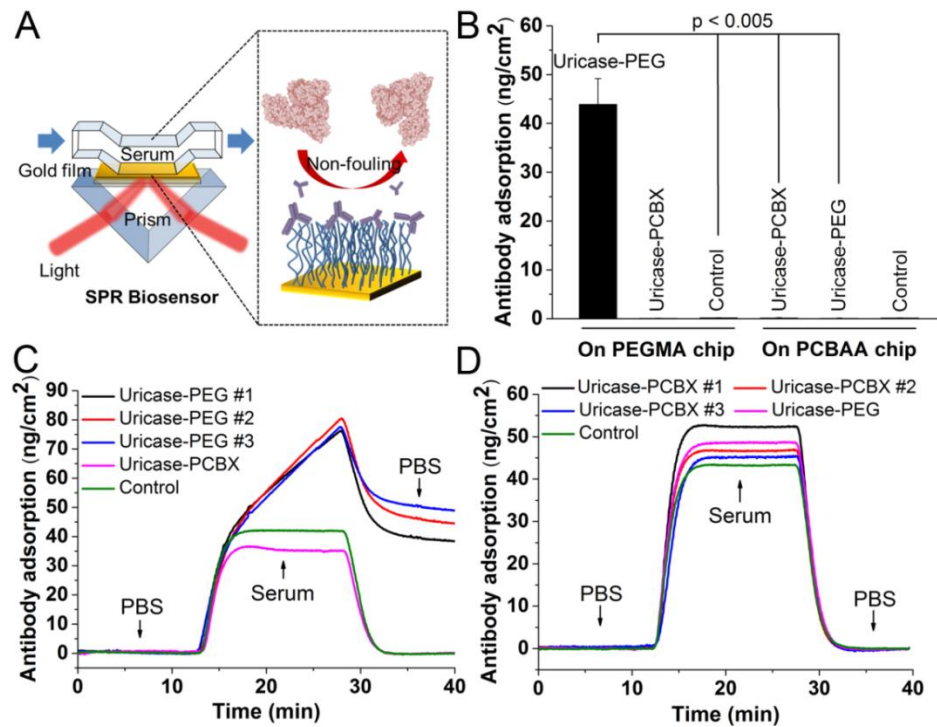 A
Serum
Gold film
Prism
Light
SPR Biosensor
Non-fouling
B
p < 0.005
Antibody adsorption (ng/cm²)
60
50
40
30
20
10
0
Uricase-PEG
Uricase-PCBX
Control
Uricase-PCBX
Uricase-PEG
Control
On PEGMA chip
On PCBAA chip
C
Antibody adsorption (ng/cm²)
90
80
70
60
50
40
30
20
10
0
Uricase-PEG #1
Uricase-PEG #2
Uricase-PEG #3
Uricase-PCBX
Control
PBS
Serum
PBS
0 10 20 30 40
Time (min)
D
Antibody adsorption (ng/cm²)
60
50
40
30
20
10
0
Uricase-PCBX #1
Uricase-PCBX #2
Uricase-PCBX #3
Uricase-PEG
Control
PBS
Serum
PBS
0 10 20 30 40
Time (min)